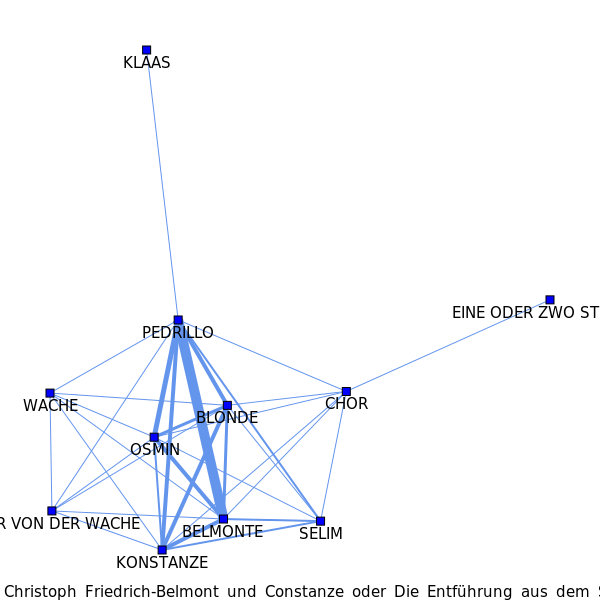 KLAAS
EINE ODER ZWO ST
PEDRILLO
WACHE
BLONDE
CHOR
OSMIN
R VON DER WACHE
BELMONTE
SELIM
KONSTANZE
Christoph Friedrich-Belmont und Constanze oder Die Entführung aus dem S